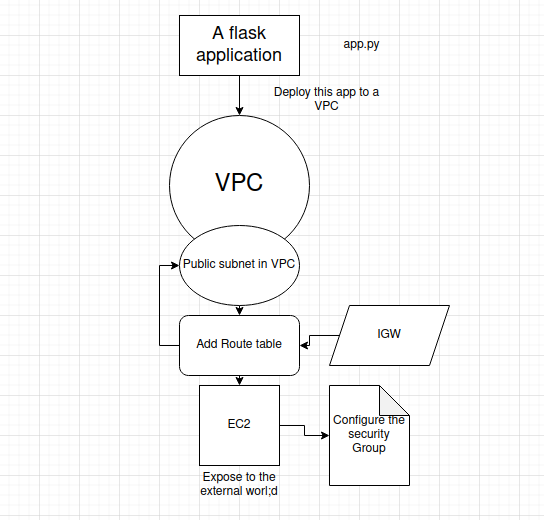 A flask
application
app.py
Deploy this app to a
VPC
VPC
Public subnet in VPC
Add Route table
IGW
EC2
Configure the
security
Group
Expose to the
external worl;d